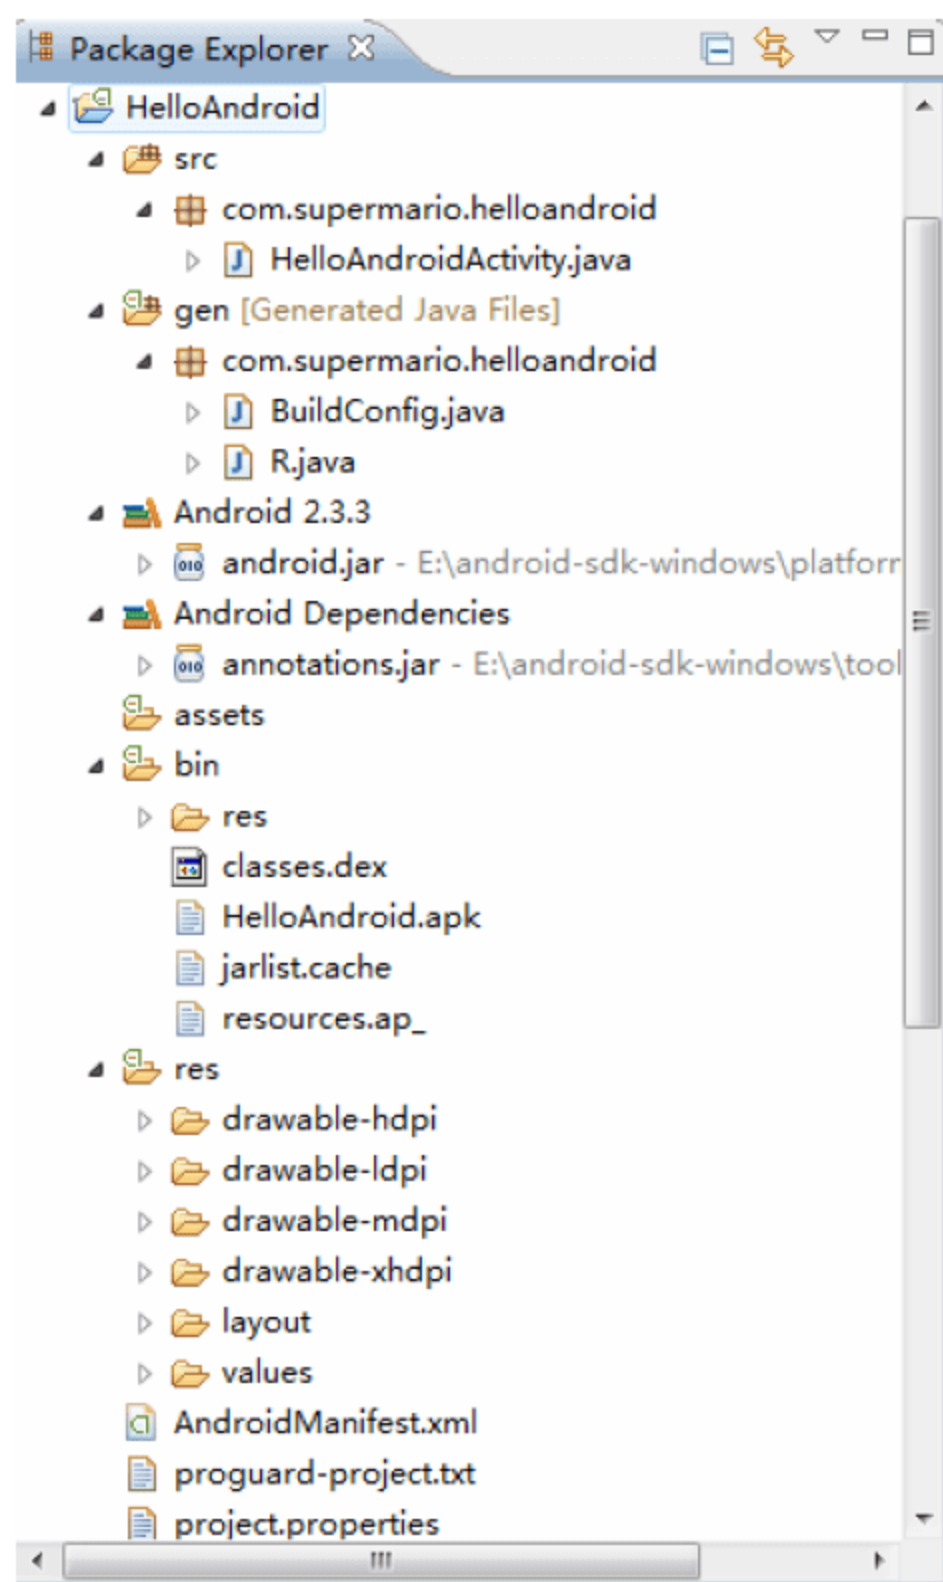 Package Explorer
HelloAndroid
src
com.supermario.helloandroid
HelloAndroidActivity.java
gen [Generated Java Files]
com.supermario.helloandroid
BuildConfig.java
R.java
Android 2.3.3
android.jar - E:\android-sdk-windows\platforr
Android Dependencies
annotations.jar - E:\android-sdk-windows\tool
assets
bin
res
classes.dex
HelloAndroid.apk
jarlist.cache
resources.ap_
res
drawable-hdpi
drawable-ldpi
drawable-mdpi
drawable-xhdpi
layout
values
AndroidManifest.xml
proguard-project.txt
project.properties